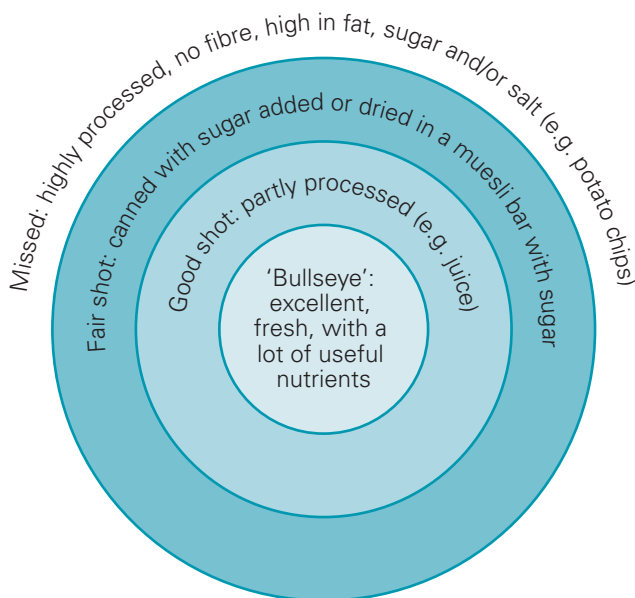 Missed: highly processed, no fibre, high in fat, sugar and/or salt (e.g. potato chips)
Fair shot: canned with sugar added or dried in a muesli bar with sugar
Good shot: partly processed (e.g. juice)
'Bullseye':
excellent,
fresh, with a
lot of useful
nutrients